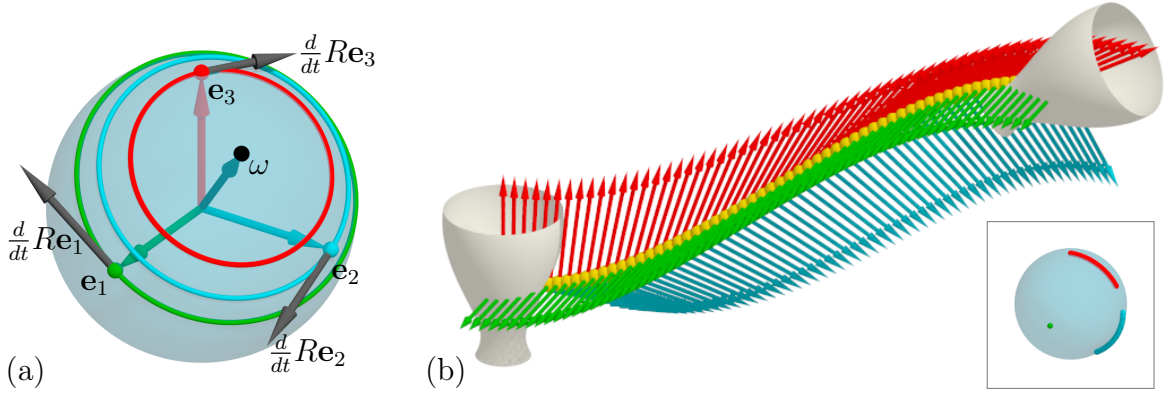 d/dt Re₃
e₃
ω
d/dt Re₁
e₁
e₂
d/dt Re₂
(a)
(b)